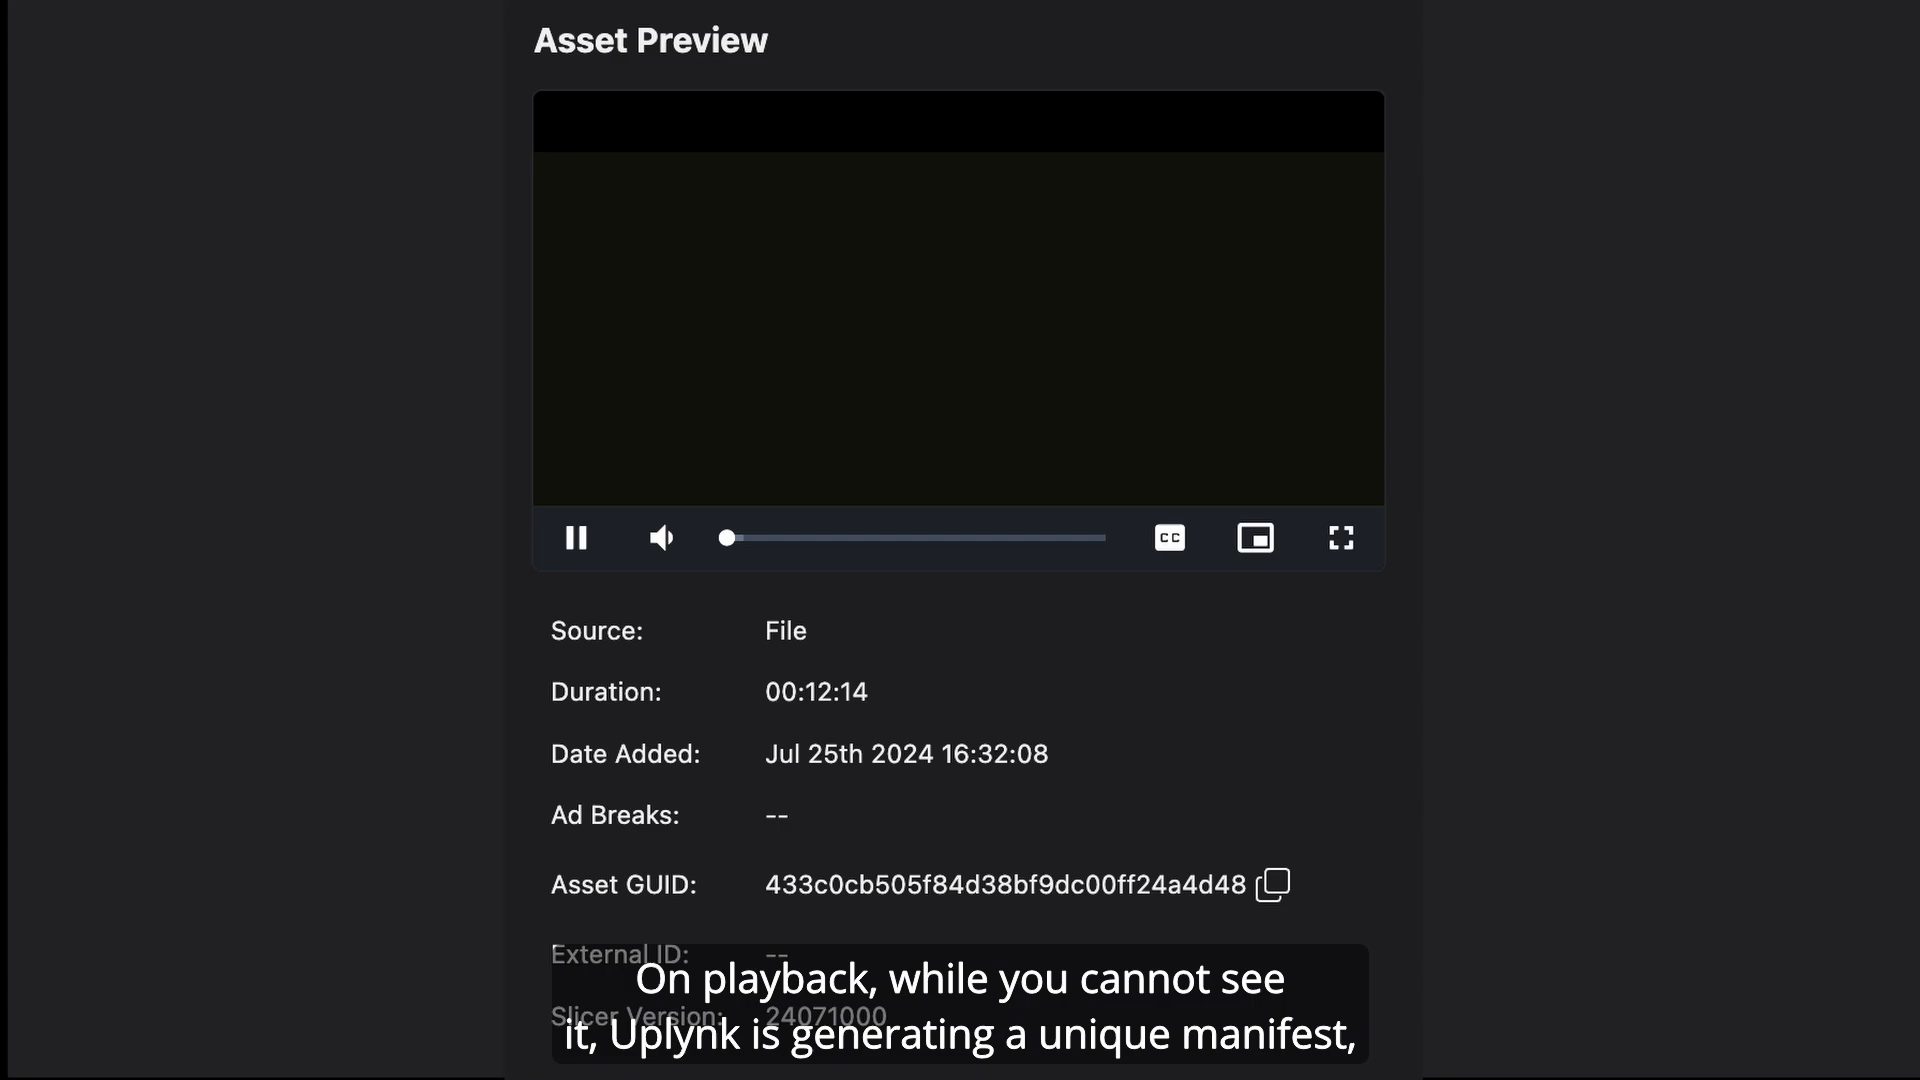 Asset Preview
CC
Source: File
Duration: 00:12:14
Date Added: Jul 25th 2024 16:32:08
Ad Breaks: --
Asset GUID: 433c0cb505f84d38bf9dc00ff24a4d48
External ID: --
Slicer Version: 24071000
On playback, while you cannot see
it, Uplynk is generating a unique manifest,